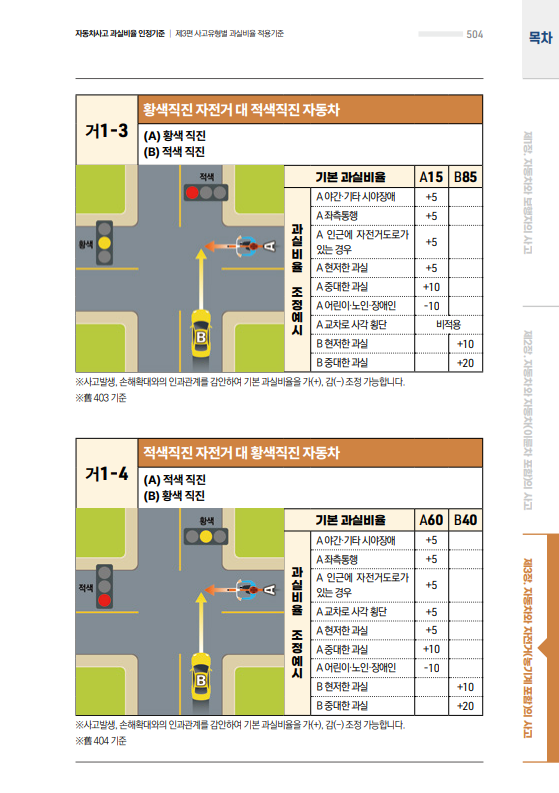 자동차사고 과실비율 인정기준 | 제3편 사고유형별 과실비율 적용기준
504
목차
거1-3
황색직진 자전거 대 적색직진 자동차
(A) 황색 직진
(B) 적색 직진
적색
황색
A
B
과실비율 조정예시
기본 과실비율 A15 B85
A 야간·기타 시야장애 +5
A 좌측통행 +5
A 인근에 자전거도로가
있는 경우 +5
A 현저한 과실 +5
A 중대한 과실 +10
A 어린이·노인·장애인 -10
A 교차로 사각 횡단 비적용
B 현저한 과실 +10
B 중대한 과실 +20
※사고발생, 손해확대와의 인과관계를 감안하여 기본 과실비율을 가(+), 감(-) 조정 가능합니다.
※舊 403 기준
거1-4
적색직진 자전거 대 황색직진 자동차
(A) 적색 직진
(B) 황색 직진
황색
적색
A
B
과실비율 조정예시
기본 과실비율 A60 B40
A 야간·기타 시야장애 +5
A 좌측통행 +5
A 인근에 자전거도로가
있는 경우 +5
A 교차로 사각 횡단 +5
A 현저한 과실 +5
A 중대한 과실 +10
A 어린이·노인·장애인 -10
B 현저한 과실 +10
B 중대한 과실 +20
※사고발생, 손해확대와의 인과관계를 감안하여 기본 과실비율을 가(+), 감(-) 조정 가능합니다.
※舊 404 기준
제1장. 자동차와 보행자의 사고
제2장. 자동차와 자동차(이륜차 포함)의 사고
제3장. 자동차와 자전거(농기계 포함)의 사고